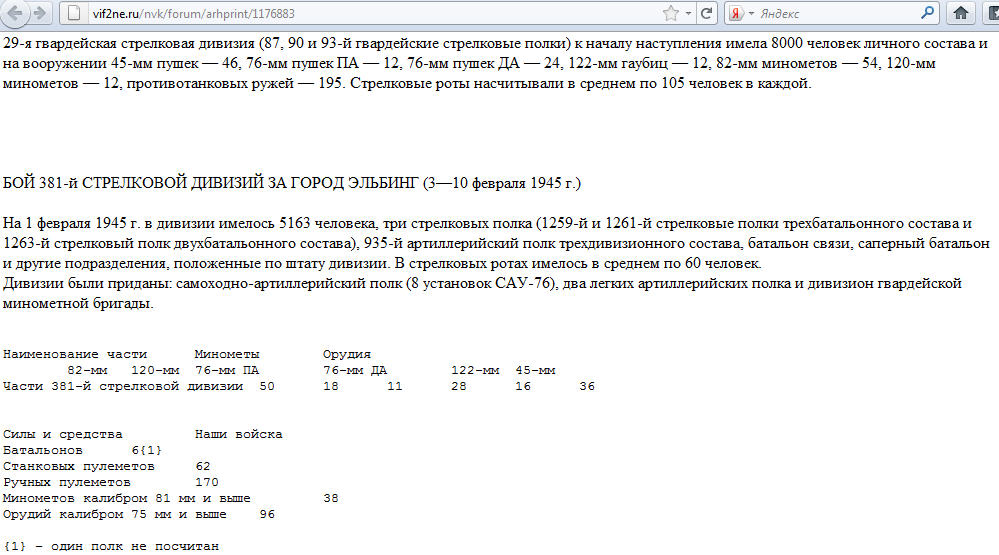 vif2ne.ru/nvk/forum/arhprint/1176883
Яндекс
29-я гвардейская стрелковая дивизия (87, 90 и 93-й гвардейские стрелковые полки) к началу наступления имела 8000 человек личного состава и
на вооружении 45-мм пушек — 46, 76-мм пушек ПА — 12, 76-мм пушек ДА — 24, 122-мм гаубиц — 12, 82-мм минометов — 54, 120-мм
минометов — 12, противотанковых ружей — 195. Стрелковые роты насчитывали в среднем по 105 человек в каждой.
БОЙ 381-й СТРЕЛКОВОЙ ДИВИЗИЙ ЗА ГОРОД ЭЛЬБИНГ (3—10 февраля 1945 г.)
На 1 февраля 1945 г. в дивизии имелось 5163 человека, три стрелковых полка (1259-й и 1261-й стрелковые полки трехбатальонного состава и
1263-й стрелковый полк двухбатальонного состава), 935-й артиллерийский полк трехдивизионного состава, батальон связи, саперный батальон
и другие подразделения, положенные по штату дивизии. В стрелковых ротах имелось в среднем по 60 человек.
Дивизии были приданы: самоходно-артиллерийский полк (8 установок САУ-76), два легких артиллерийских полка и дивизион гвардейской
минометной бригады.
Наименование части Минометы Орудия
82-мм 120-мм 76-мм ПА 76-мм ДА 122-мм 45-мм
Части 381-й стрелковой дивизии 50 18 11 28 16 36
Силы и средства Наши войска
Батальонов 6{1}
Станковых пулеметов 62
Ручных пулеметов 170
Минометов калибром 81 мм и выше 38
Орудий калибром 75 мм и выше 96
{1} - один полк не посчитан